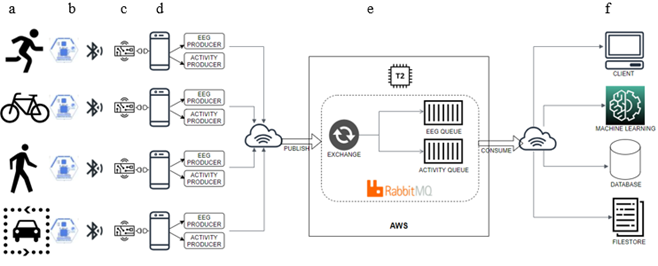 a b c d e f
EEG
PRODUCER
ACTIVITY
PRODUCER
EEG
PRODUCER
ACTIVITY
PRODUCER
EEG
PRODUCER
ACTIVITY
PRODUCER
EEG
PRODUCER
ACTIVITY
PRODUCER
PUBLISH
T2
EXCHANGE
EEG QUEUE
ACTIVITY QUEUE
RabbitMQ
AWS
CONSUME
CLIENT
MACHINE LEARNING
DATABASE
FILESTORE